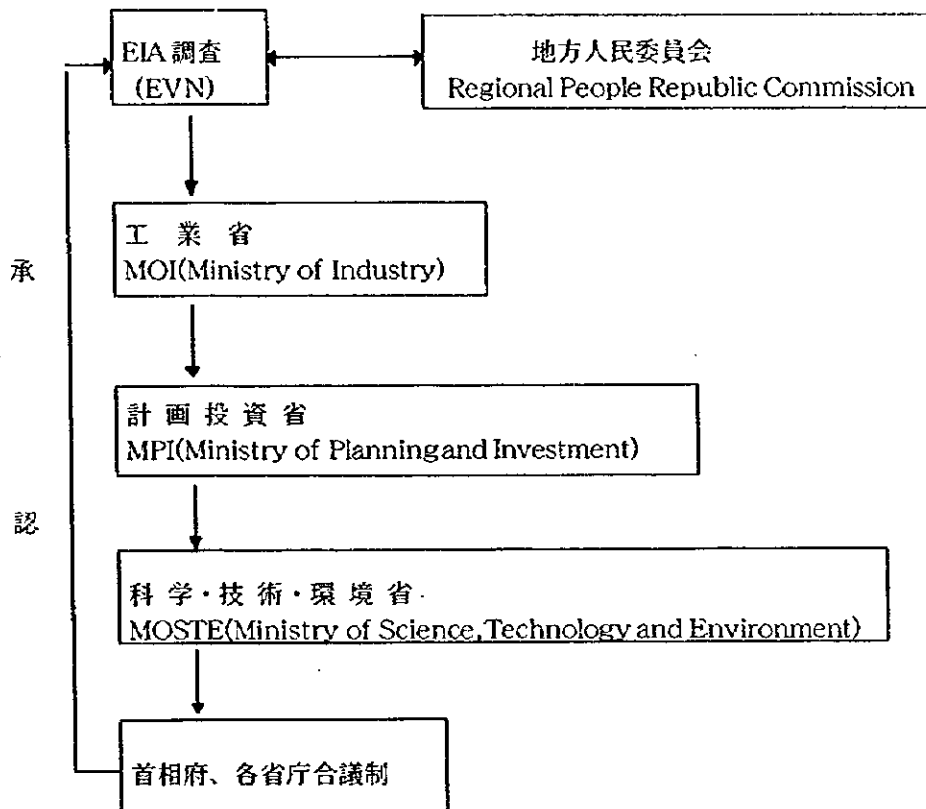 EIA 調査
(EVN)
地方人民委員会
Regional People Republic Commission
工 業 省
MOI(Ministry of Industry)
承
計 画 投 資 省
MPI(Ministry of Planningand Investment)
認
科 学・技 術・環 境 省
MOSTE(Ministry of Science,Technology and Environment)
首相府、各省庁合議制